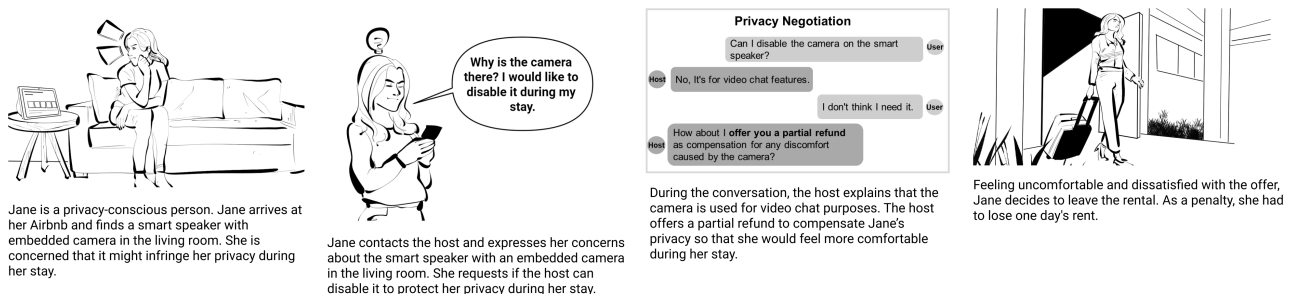 Jane is a privacy-conscious person. Jane arrives at
her Airbnb and finds a smart speaker with
embedded camera in the living room. She is
concerned that it might infringe her privacy during
her stay.
Why is the camera
there? I would like to
disable it during my
stay.
Jane contacts the host and expresses her concerns
about the smart speaker with an embedded camera
in the living room. She requests if the host can
disable it to protect her privacy during her stay.
Privacy Negotiation
Can I disable the camera on the smart
speaker?
User
Host
No, It's for video chat features.
I don't think I need it.
User
Host
How about I offer you a partial refund
as compensation for any discomfort
caused by the camera?
During the conversation, the host explains that the
camera is used for video chat purposes. The host
offers a partial refund to compensate Jane's
privacy so that she would feel more comfortable
during her stay.
Feeling uncomfortable and dissatisfied with the offer,
Jane decides to leave the rental. As a penalty, she had
to lose one day's rent.